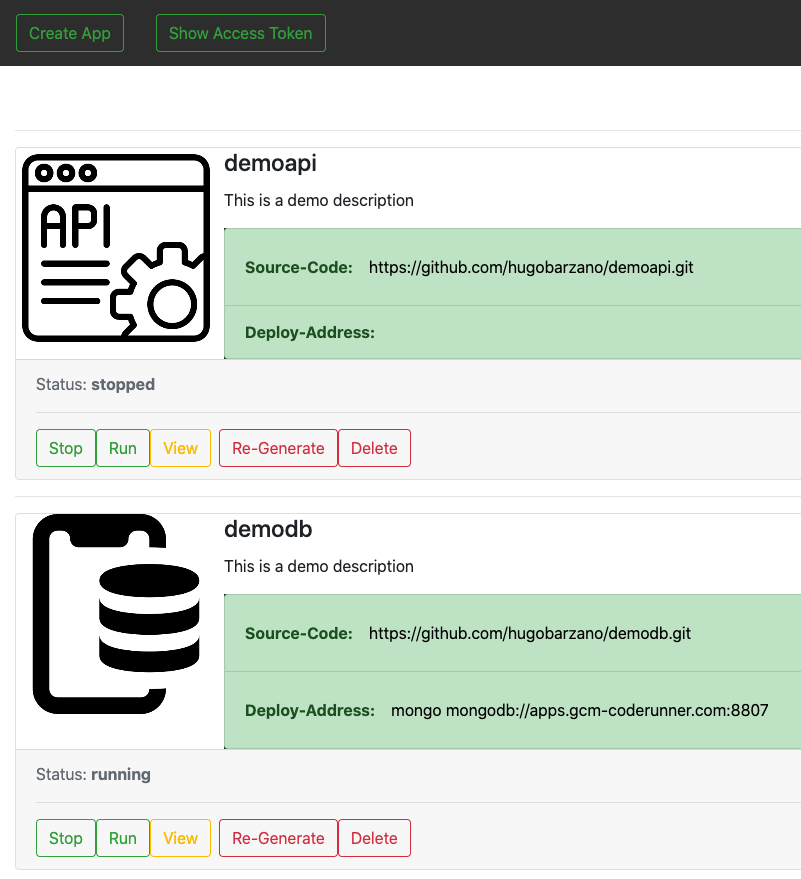 Create App Show Access Token
API
demoapi
This is a demo description
Source-Code: https://github.com/hugobarzano/demoapi.git
Deploy-Address:
Status: stopped
Stop Run View Re-Generate Delete
demodb
This is a demo description
Source-Code: https://github.com/hugobarzano/demodb.git
Deploy-Address: mongo mongodb://apps.gcm-coderunner.com:8807
Status: running
Stop Run View Re-Generate Delete